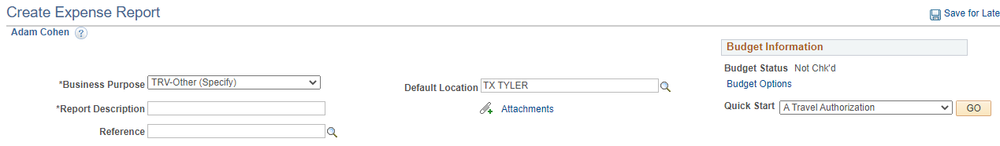 Create Expense Report
Save for Late
Adam Cohen ?
Budget Information
Budget Status Not Chk'd
Budget Options
*Business Purpose TRV-Other (Specify)
Default Location TX TYLER
*Report Description
Attachments
Quick Start A Travel Authorization GO
Reference